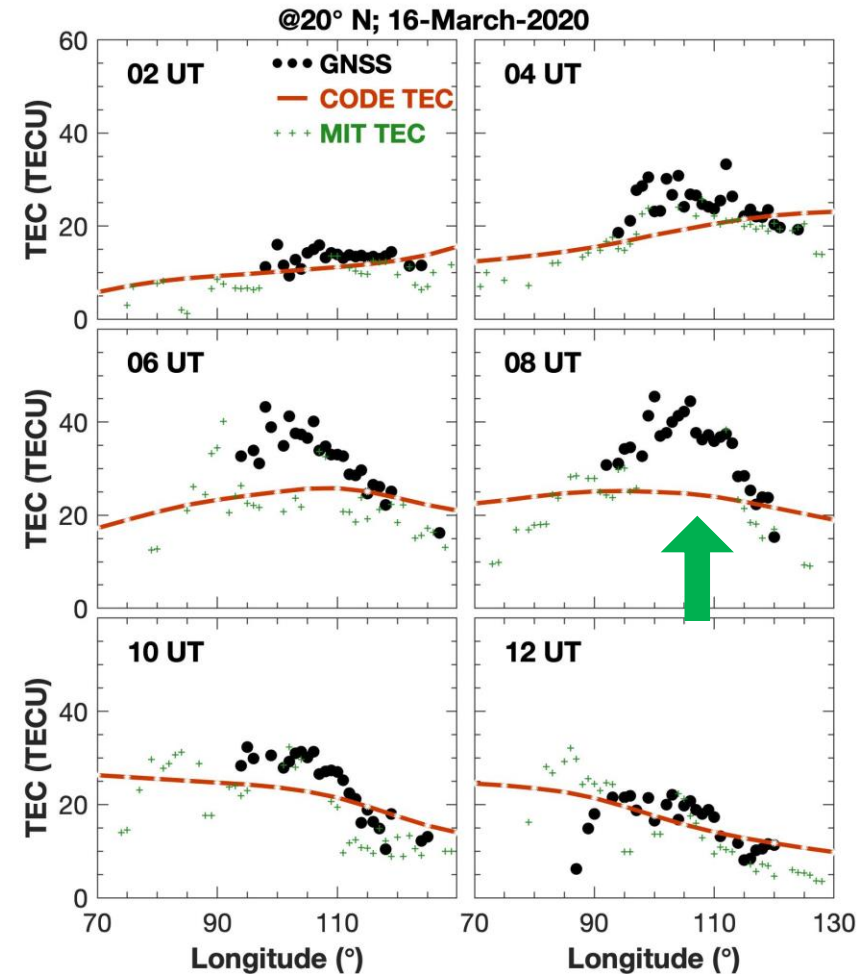 @20° N; 16-March-2020
60
02 UT
GNSS
CODE TEC
MIT TEC
04 UT
40
20
0
TEC (TECU)
06 UT
08 UT
40
20
0
TEC (TECU)
10 UT
12 UT
40
20
0
TEC (TECU)
70 90 110 70 90 110 130
Longitude (°) Longitude (°)